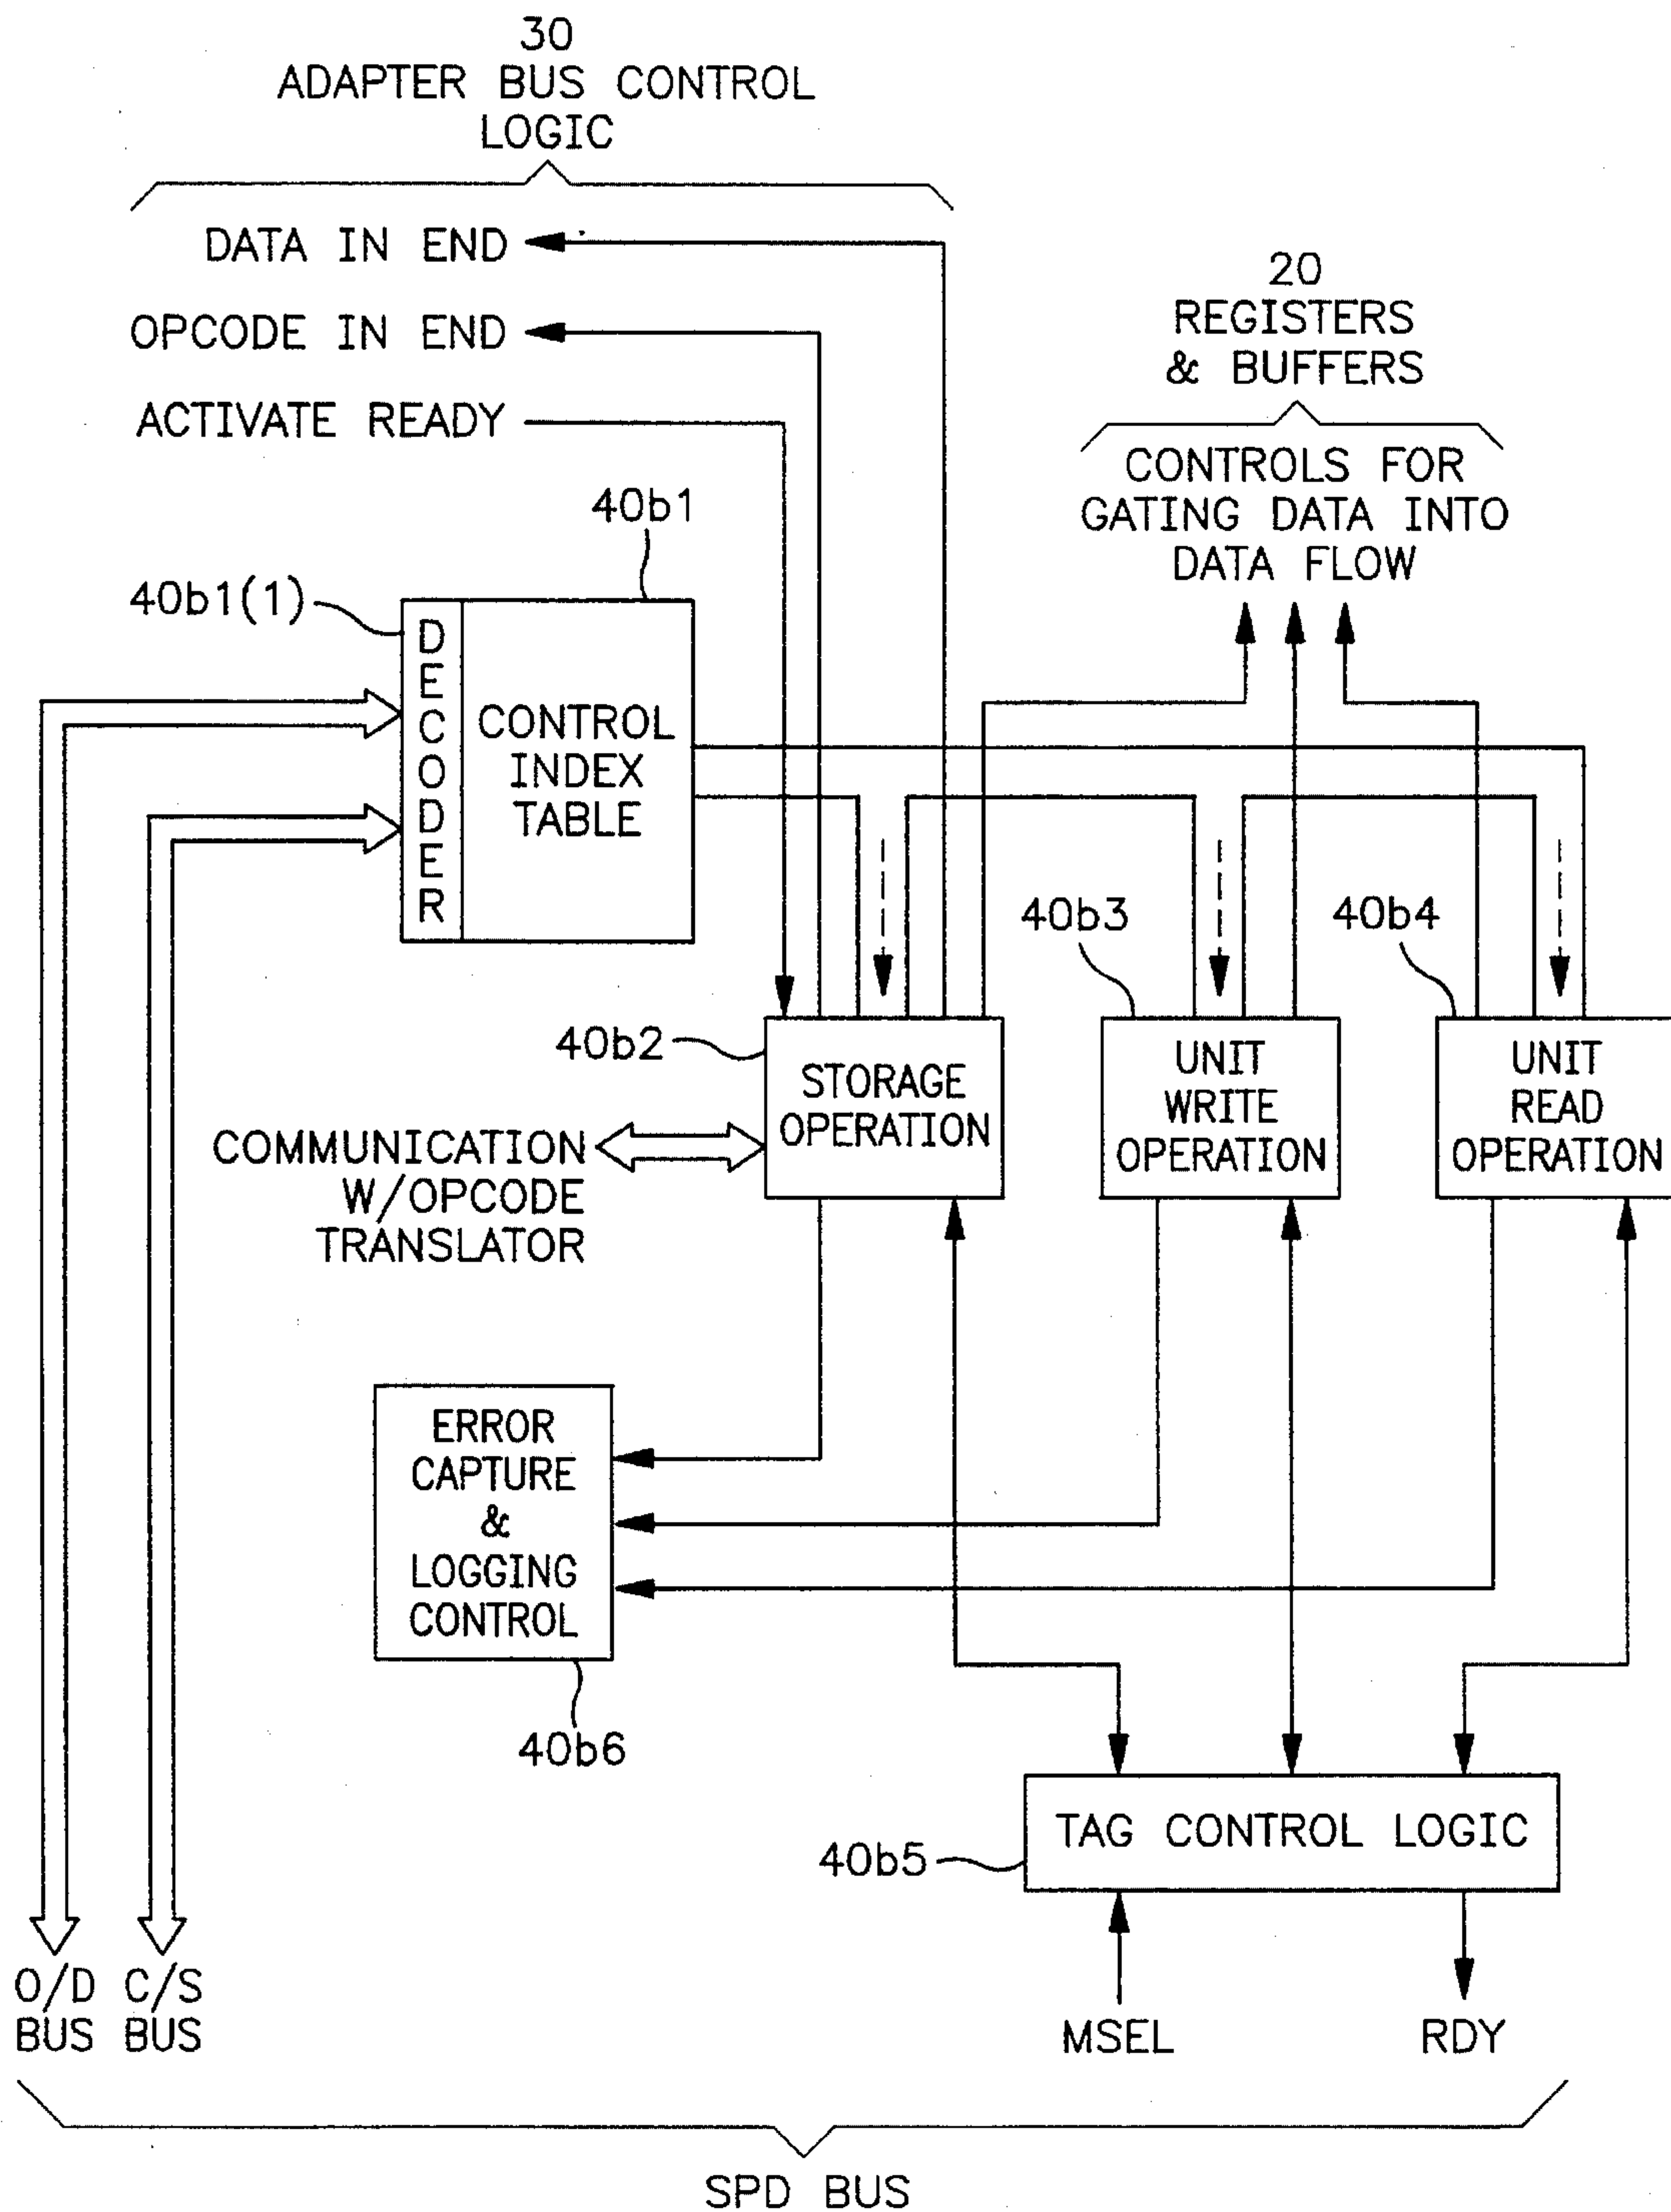 30
ADAPTER BUS CONTROL
LOGIC
DATA IN END
OPCODE IN END
ACTIVATE READY
20
REGISTERS
& BUFFERS
CONTROLS FOR
GATING DATA INTO
DATA FLOW
40b1
40b1(1)
DECODER
CONTROL
INDEX
TABLE
40b2
STORAGE
OPERATION
40b3
UNIT
WRITE
OPERATION
40b4
UNIT
READ
OPERATION
COMMUNICATION
W/OPCODE
TRANSLATOR
ERROR
CAPTURE
&
LOGGING
CONTROL
40b6
TAG CONTROL LOGIC
40b5
O/D
BUS
C/S
BUS
MSEL
RDY
SPD BUS